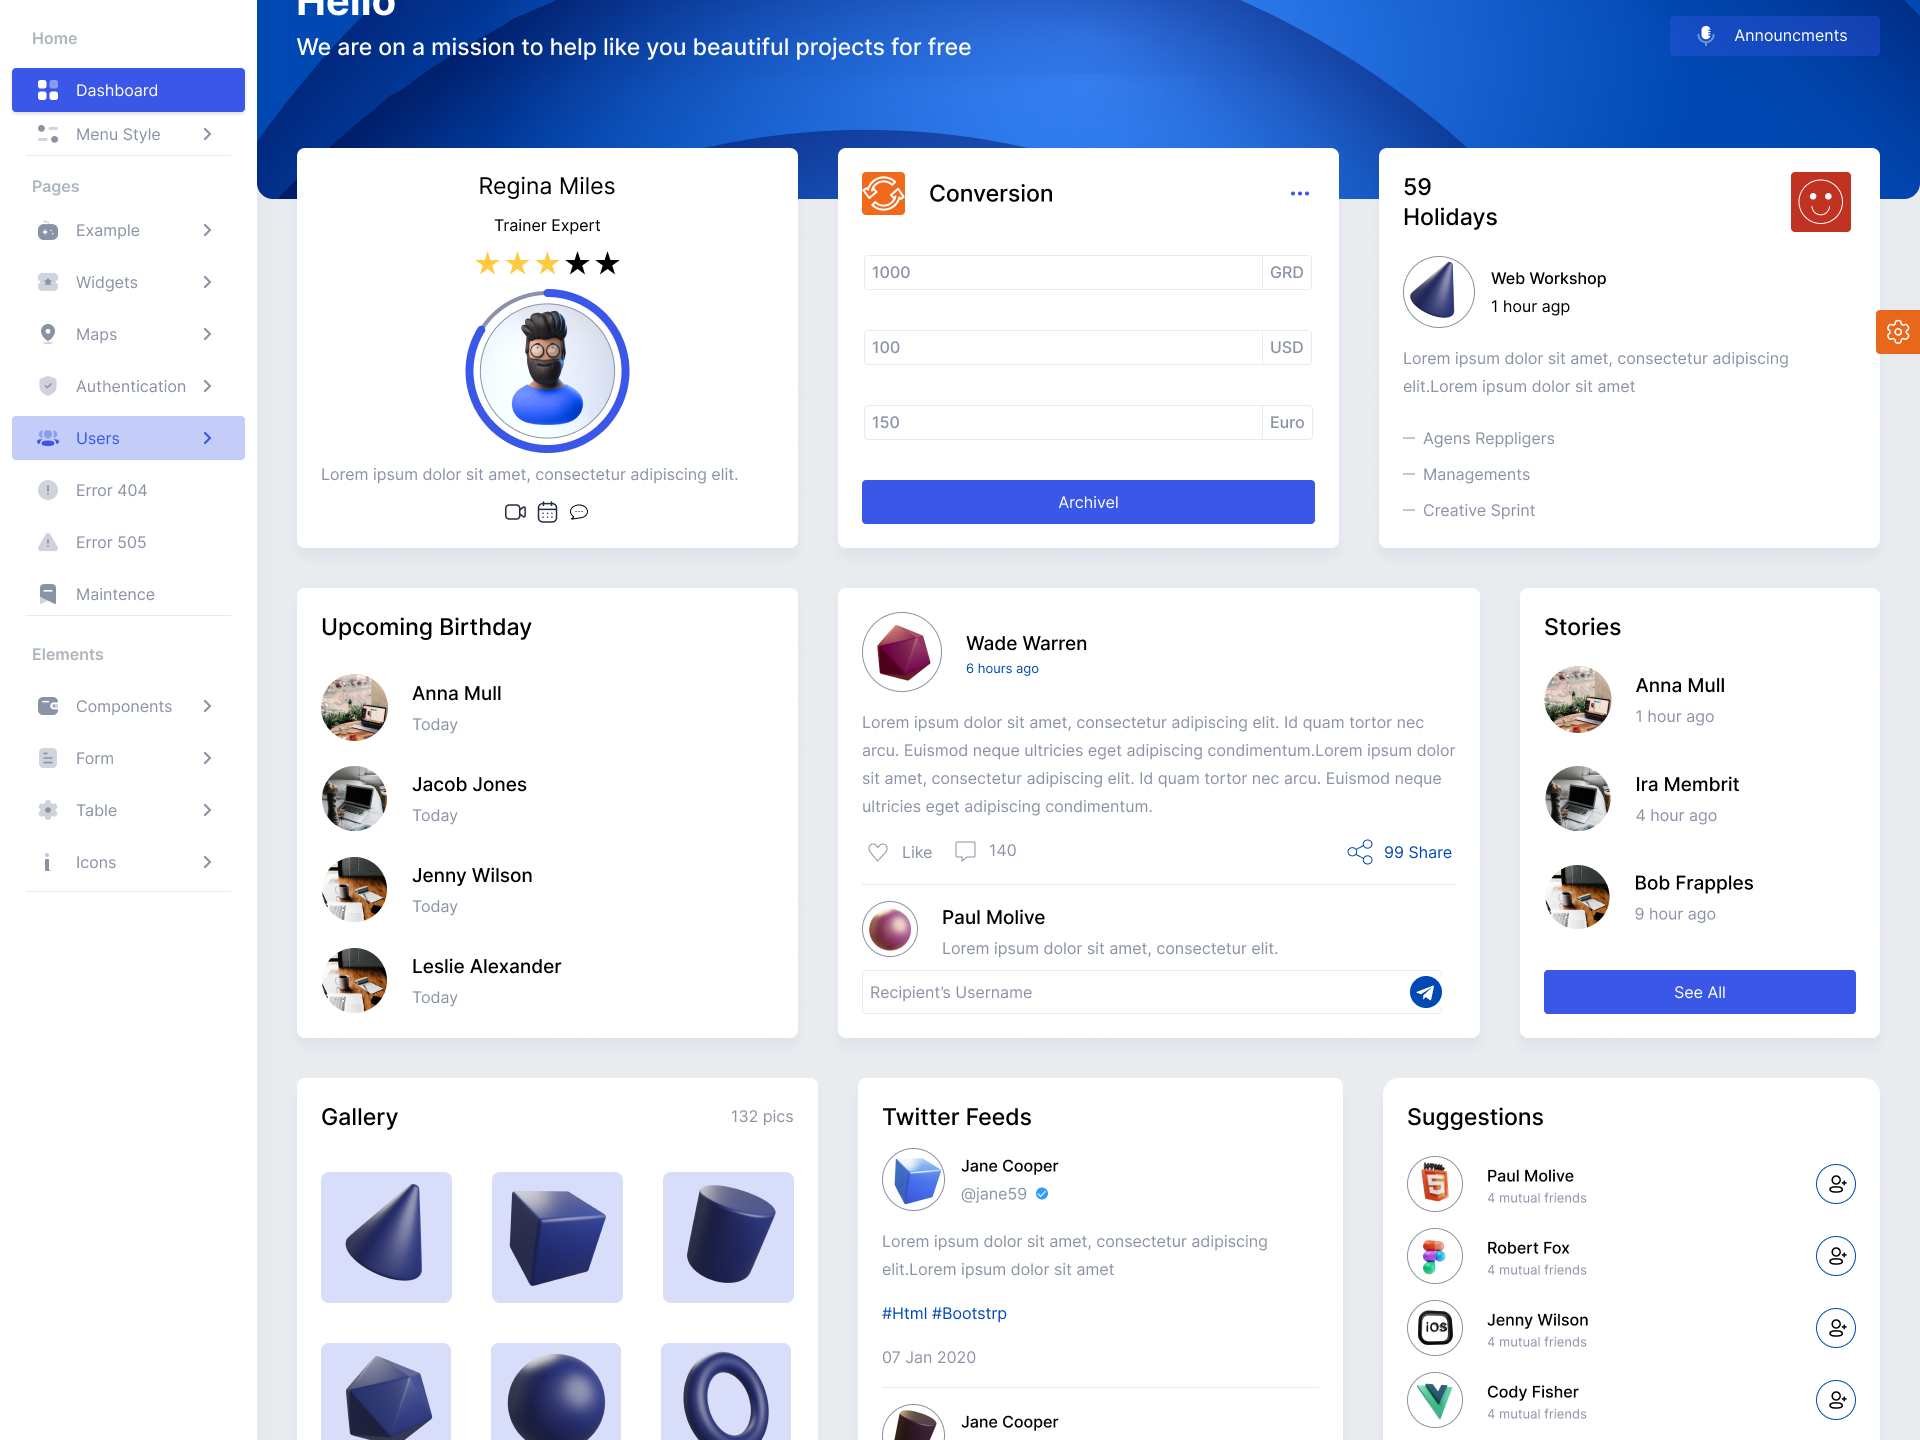 Home
Dashboard
Menu Style
Pages
Example
Widgets
Maps
Authentication
Users
Error 404
Error 505
Maintence
Elements
Components
Form
Table
Icons
Hello
We are on a mission to help like you beautiful projects for free
Announcments
Regina Miles
Trainer Expert
Lorem ipsum dolor sit amet, consectetur adipiscing elit.
Conversion
1000 GRD
100 USD
150 Euro
Archivel
59
Holidays
Web Workshop
1 hour agp
Lorem ipsum dolor sit amet, consectetur adipiscing
elit.Lorem ipsum dolor sit amet
Agens Reppligers
Managements
Creative Sprint
Upcoming Birthday
Anna Mull
Today
Jacob Jones
Today
Jenny Wilson
Today
Leslie Alexander
Today
Wade Warren
6 hours ago
Lorem ipsum dolor sit amet, consectetur adipiscing elit. Id quam tortor nec
arcu. Euismod neque ultricies eget adipiscing condimentum.Lorem ipsum dolor
sit amet, consectetur adipiscing elit. Id quam tortor nec arcu. Euismod neque
ultricies eget adipiscing condimentum.
Like 140 99 Share
Paul Molive
Lorem ipsum dolor sit amet, consectetur elit.
Recipient’s Username
Stories
Anna Mull
1 hour ago
Ira Membrit
4 hour ago
Bob Frapples
9 hour ago
See All
Gallery 132 pics
Twitter Feeds
Jane Cooper
@jane59
Lorem ipsum dolor sit amet, consectetur adipiscing
elit.Lorem ipsum dolor sit amet
#Html #Bootstrp
07 Jan 2020
Jane Cooper
Suggestions
HTML
5
Paul Molive
4 mutual friends
Robert Fox
4 mutual friends
iOS
Jenny Wilson
4 mutual friends
Cody Fisher
4 mutual friends